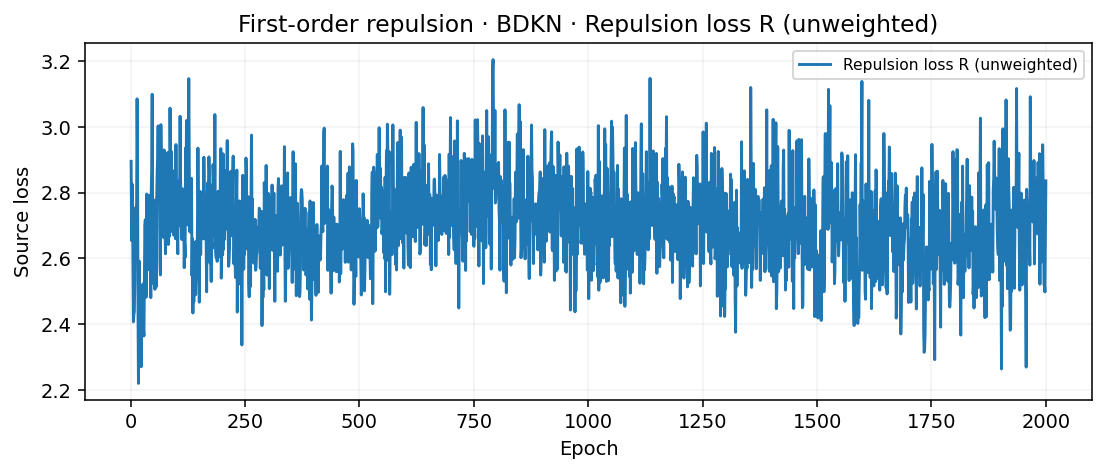 First-order repulsion · BDKN · Repulsion loss R (unweighted)
Repulsion loss R (unweighted)
Source loss
3.2
3.0
2.8
2.6
2.4
2.2
0 250 500 750 1000 1250 1500 1750 2000
Epoch